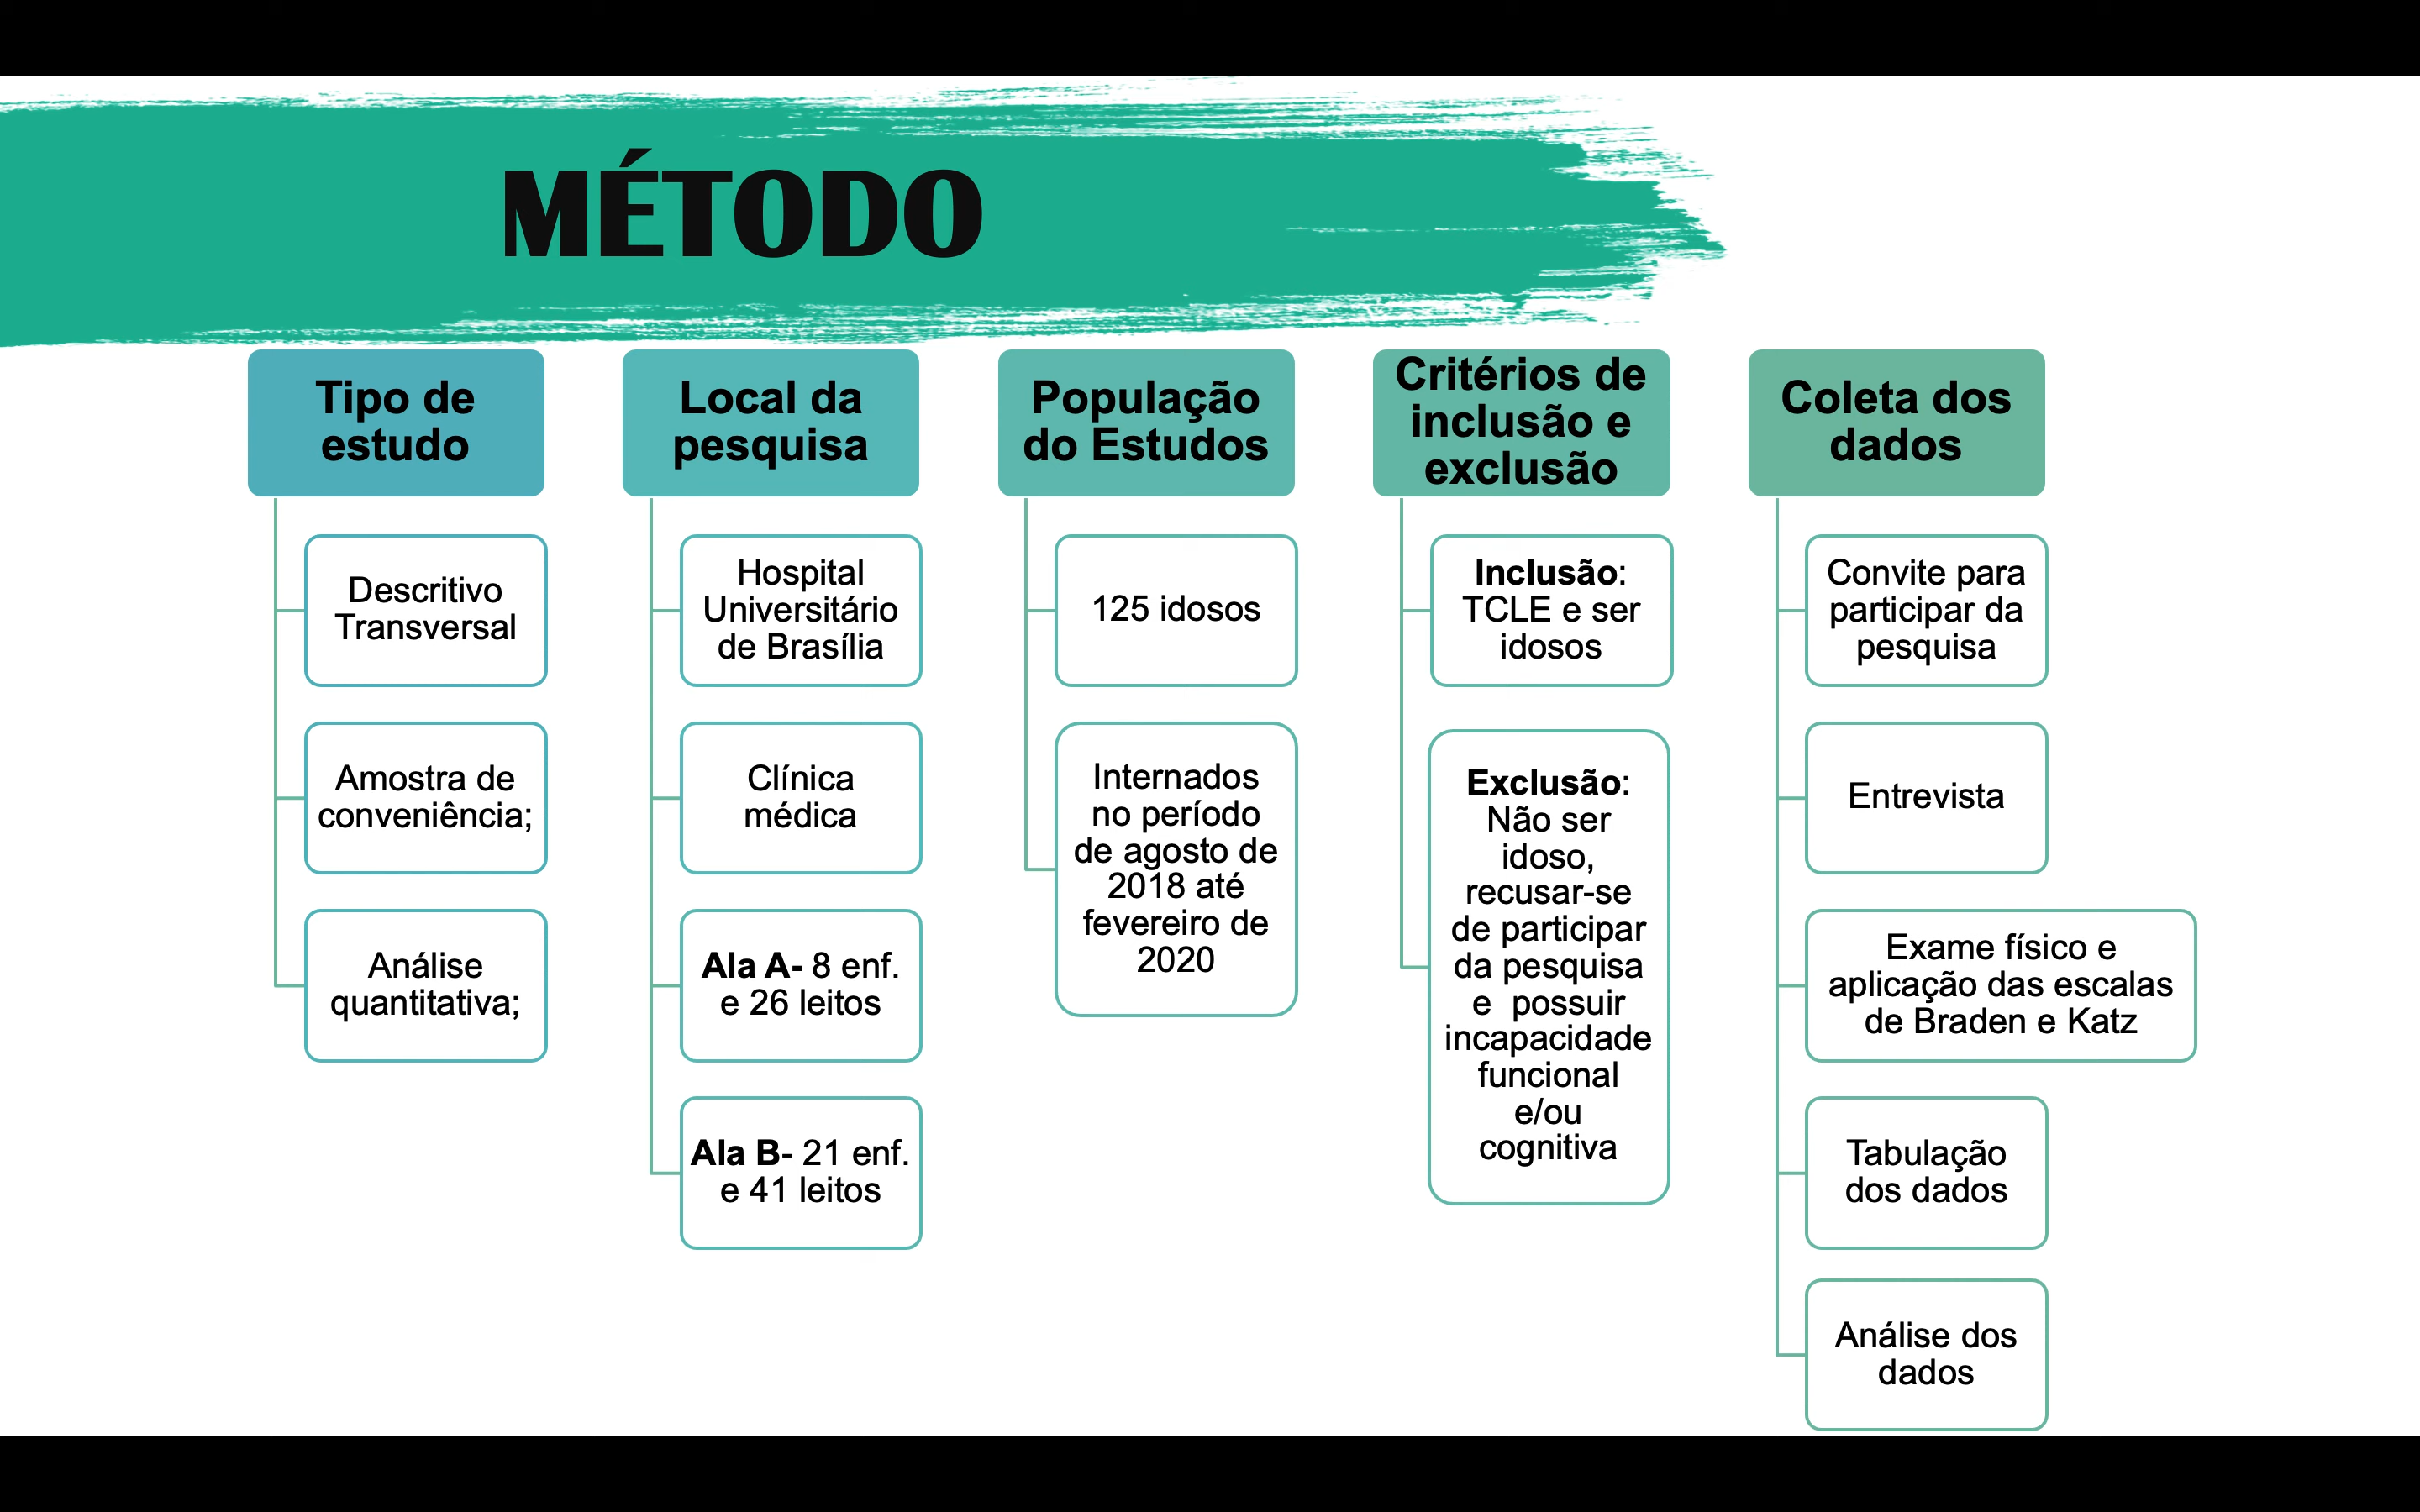 MÉTODO
Tipo de
estudo
Descritivo
Transversal
Amostra de
conveniência;
Análise
quantitativa;
Local da
pesquisa
Hospital
Universitário
de Brasília
Clínica
médica
Ala A- 8 enf.
e 26 leitos
Ala B- 21 enf.
e 41 leitos
População
do Estudos
125 idosos
Internados
no período
de agosto de
2018 até
fevereiro de
2020
Critérios de
inclusão e
exclusão
Inclusão:
TCLE e ser
idosos
Exclusão:
Não ser
idoso,
recusar-se
de participar
da pesquisa
e possuir
incapacidade
funcional
e/ou
cognitiva
Coleta dos
dados
Convite para
participar da
pesquisa
Entrevista
Exame físico e
aplicação das escalas
de Braden e Katz
Tabulação
dos dados
Análise dos
dados